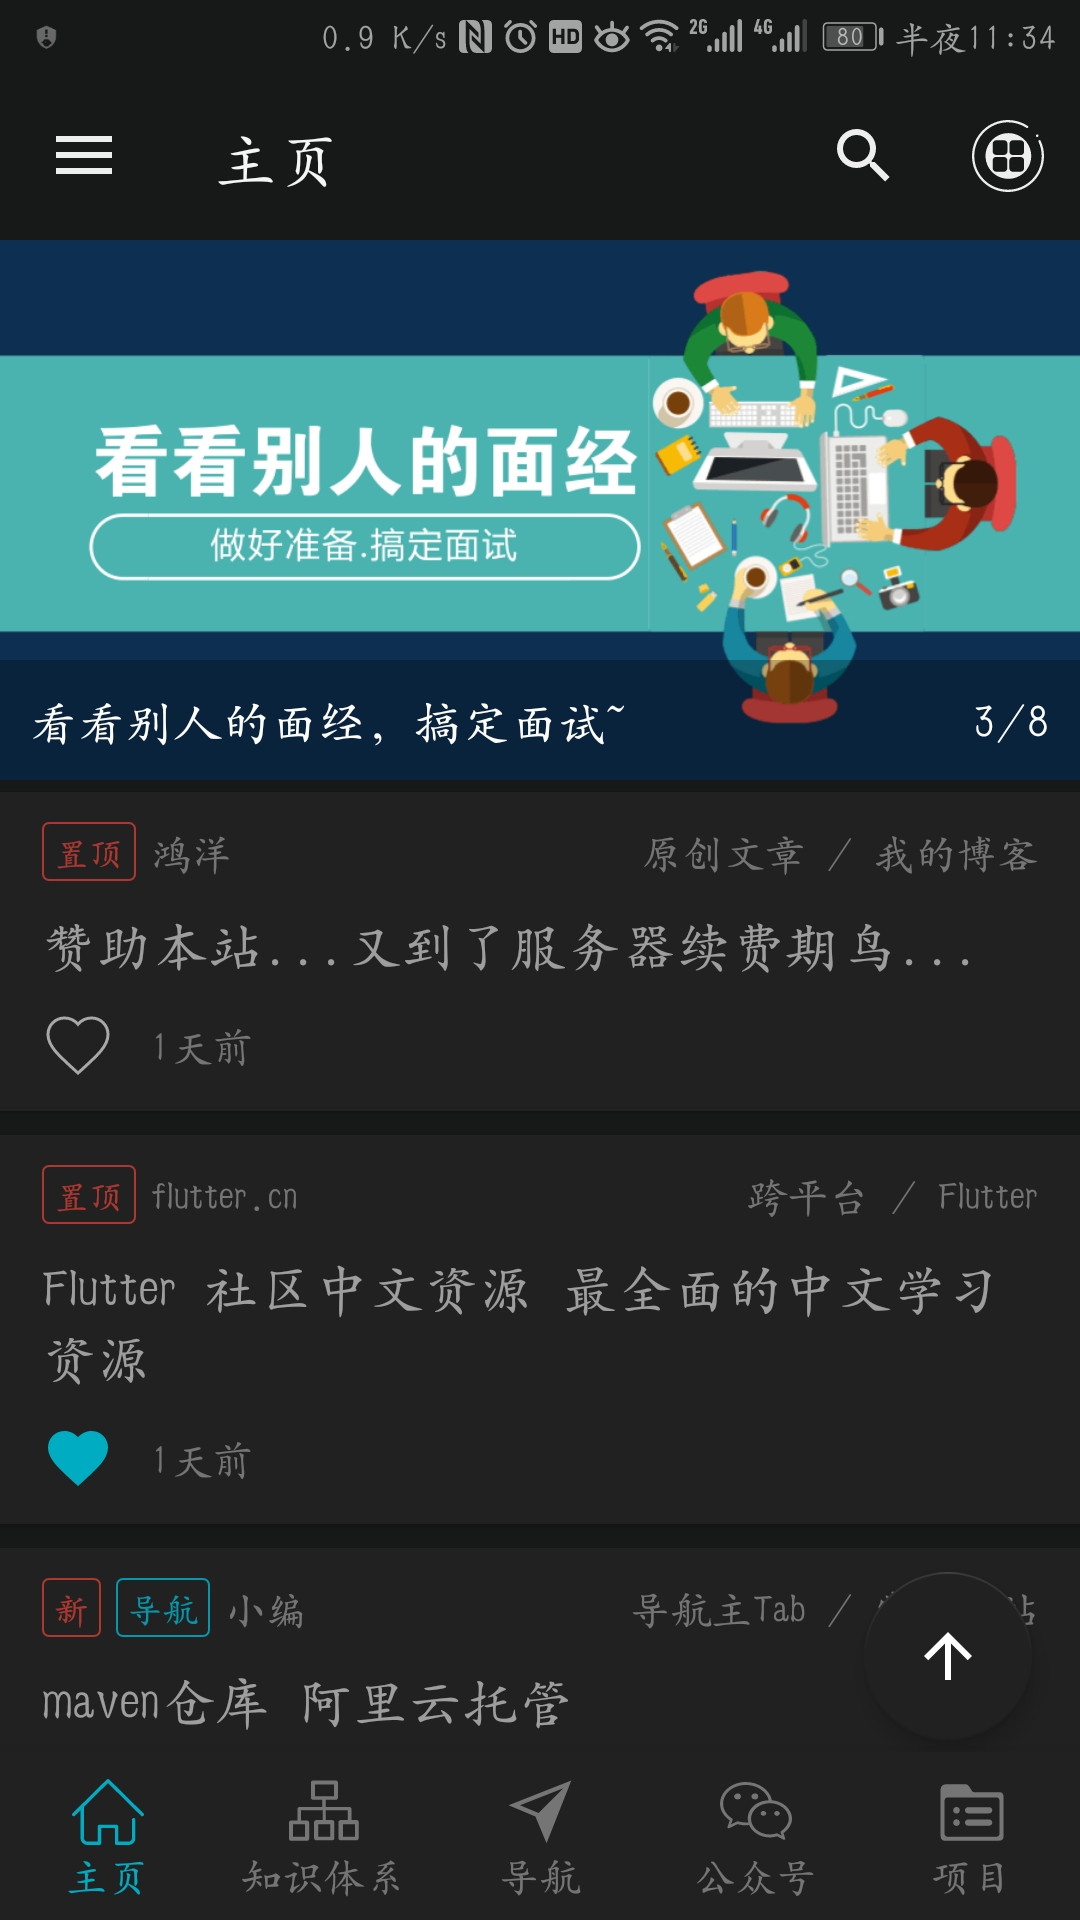 0.9 K/s HD 2G 4G 80 半夜11:34
主页
看看别人的面经
做好准备.搞定面试
看看别人的面经，搞定面试~ 3/8
置顶 鸿洋 原创文章 / 我的博客
赞助本站...又到了服务器续费期鸟...
1天前
置顶 flutter.cn 跨平台 / Flutter
Flutter 社区中文资源 最全面的中文学习
资源
1天前
新 导航 小编 导航主Tab /
maven仓库 阿里云托管
主页 知识体系 导航 公众号 项目